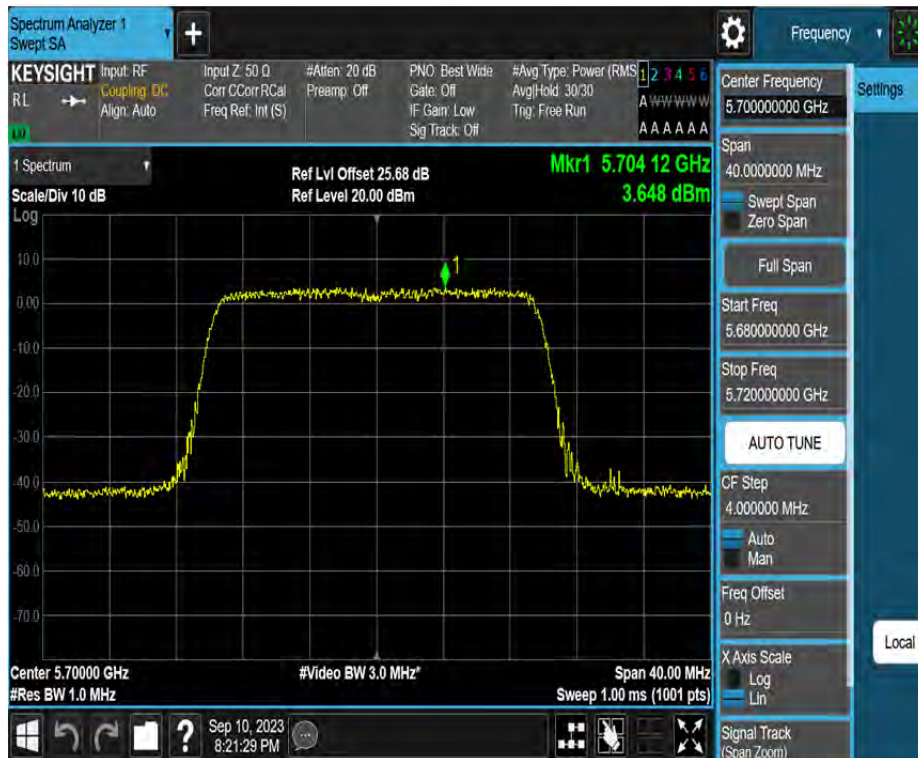 Spectrum Analyzer 1
Swept SA
Frequency
KEYSIGHT
RL
Input: RF
Coupling: DC
Align: Auto
Input Z: 50 Ω
Corr CCorr RCal
Freq Ref: Int (S)
#Atten: 20 dB
Preamp: Off
PNO: Best Wide
Gate: Off
IF Gain: Low
Sig Track: Off
#Avg Type: Power (RMS
Avg|Hold: 30/30
Trig: Free Run
1 2 3 4 5 6
A W W W W W
A A A A A A
Center Frequency
5.700000000 GHz
Settings
Span
40.0000000 MHz
Swept Span
Zero Span
Full Span
Start Freq
5.680000000 GHz
Stop Freq
5.720000000 GHz
AUTO TUNE
CF Step
4.000000 MHz
Auto
Man
Freq Offset
0 Hz
X Axis Scale
Log
Lin
Signal Track
(Span Zoom)
Local
1 Spectrum
Scale/Div 10 dB
Ref Lvl Offset 25.68 dB
Ref Level 20.00 dBm
Mkr1 5.704 12 GHz
3.648 dBm
Log
10.0
0.00
-10.0
-20.0
-30.0
-40.0
-50.0
-60.0
-70.0
1
Center 5.70000 GHz
#Res BW 1.0 MHz
#Video BW 3.0 MHz*
Span 40.00 MHz
Sweep 1.00 ms (1001 pts)
?
Sep 10, 2023
8:21:29 PM